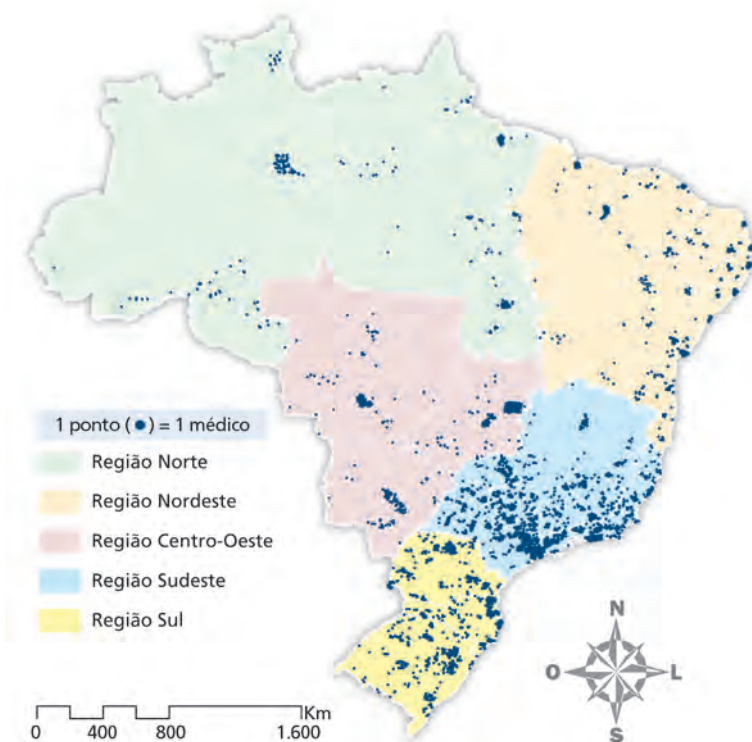 1 ponto (•) = 1 médico
Região Norte
Região Nordeste
Região Centro-Oeste
Região Sudeste
Região Sul
Km
0 400 800 1.600
N
O L
S